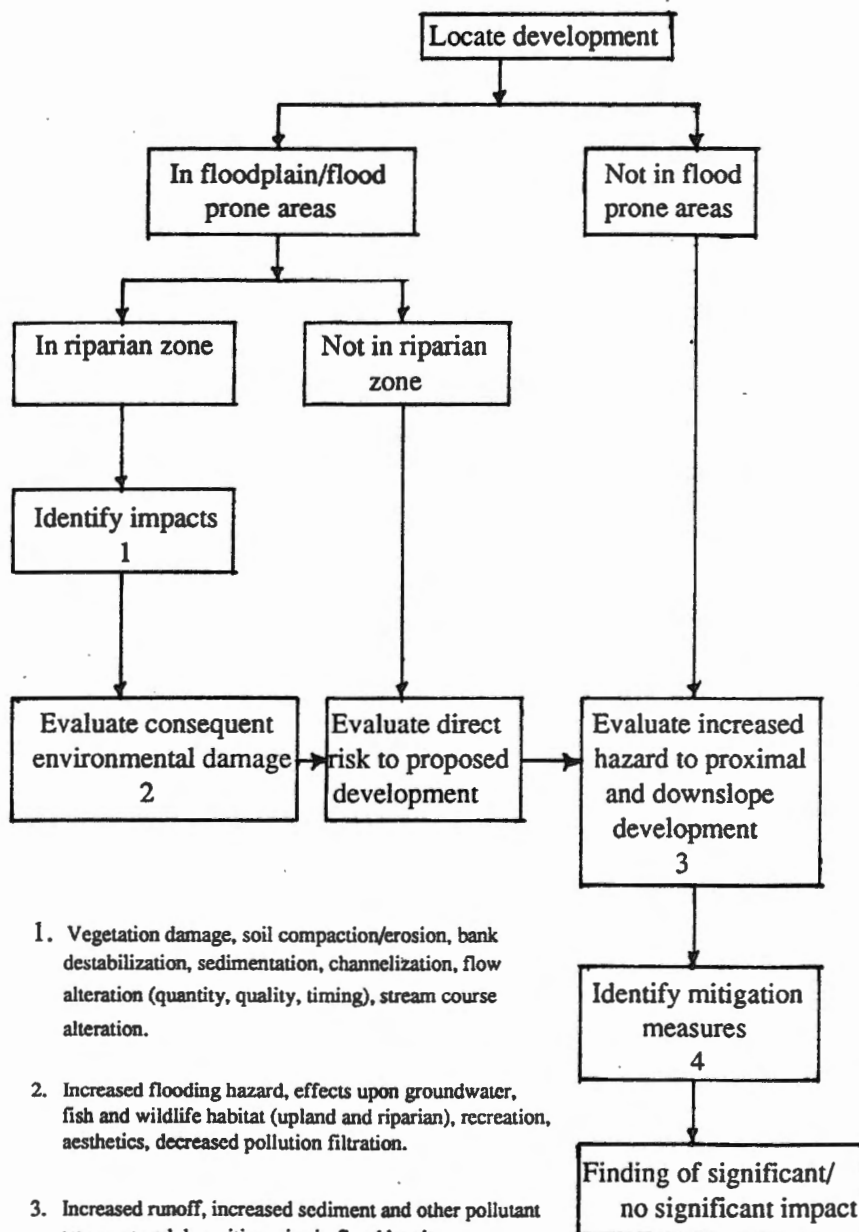 Locate development
In floodplain/flood
prone areas
Not in flood
prone areas
In riparian zone
Not in riparian
zone
Identify impacts
1
Evaluate consequent
environmental damage
2
Evaluate direct
risk to proposed
development
Evaluate increased
hazard to proximal
and downslope
development
3
Identify mitigation
measures
4
Finding of significant/
no significant impact
1. Vegetation damage, soil compaction/erosion, bank
destabilization, sedimentation, channelization, flow
alteration (quantity, quality, timing), stream course
alteration.
2. Increased flooding hazard, effects upon groundwater,
fish and wildlife habitat (upland and riparian), recreation,
aesthetics, decreased pollution filtration.
3. Increased runoff, increased sediment and other pollutant